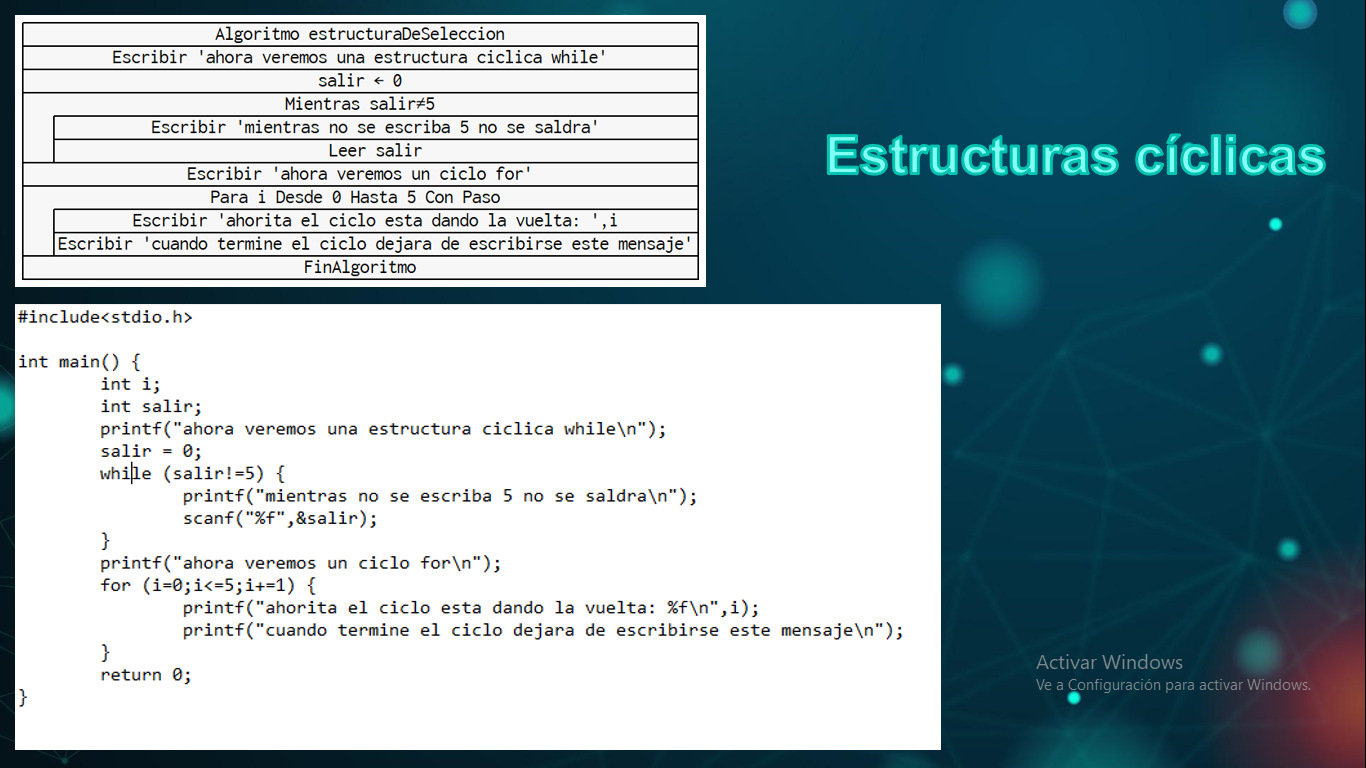 Algoritmo estructuraDeSeleccion
Escribir 'ahora veremos una estructura ciclica while'
salir ← 0
Mientras salir≠5
Escribir 'mientras no se escriba 5 no se saldra'
Leer salir
Escribir 'ahora veremos un ciclo for'
Para i Desde 0 Hasta 5 Con Paso
Escribir 'ahorita el ciclo esta dando la vuelta: ',i
Escribir 'cuando termine el ciclo dejara de escribirse este mensaje'
FinAlgoritmo
Estructuras cíclicas
#include<stdio.h>
int main() {
int i;
int salir;
printf("ahora veremos una estructura ciclica while\n");
salir = 0;
while (salir!=5) {
printf("mientras no se escriba 5 no se saldra\n");
scanf("%f",&salir);
}
printf("ahora veremos un ciclo for\n");
for (i=0;i<=5;i+=1) {
printf("ahorita el ciclo esta dando la vuelta: %f\n",i);
printf("cuando termine el ciclo dejara de escribirse este mensaje\n");
}
return 0;
}
Activar Windows
Ve a Configuración para activar Windows.